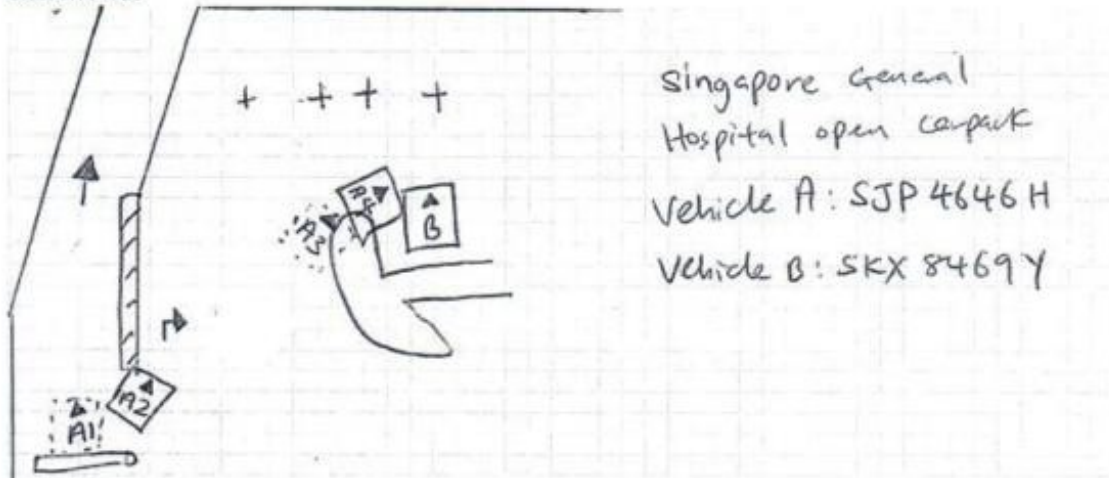 Singapore General
Hospital open carpark
Vehicle A: SJP 4646 H
Vehicle B: SKX 8469 Y
A4
B
A3
A2
A1